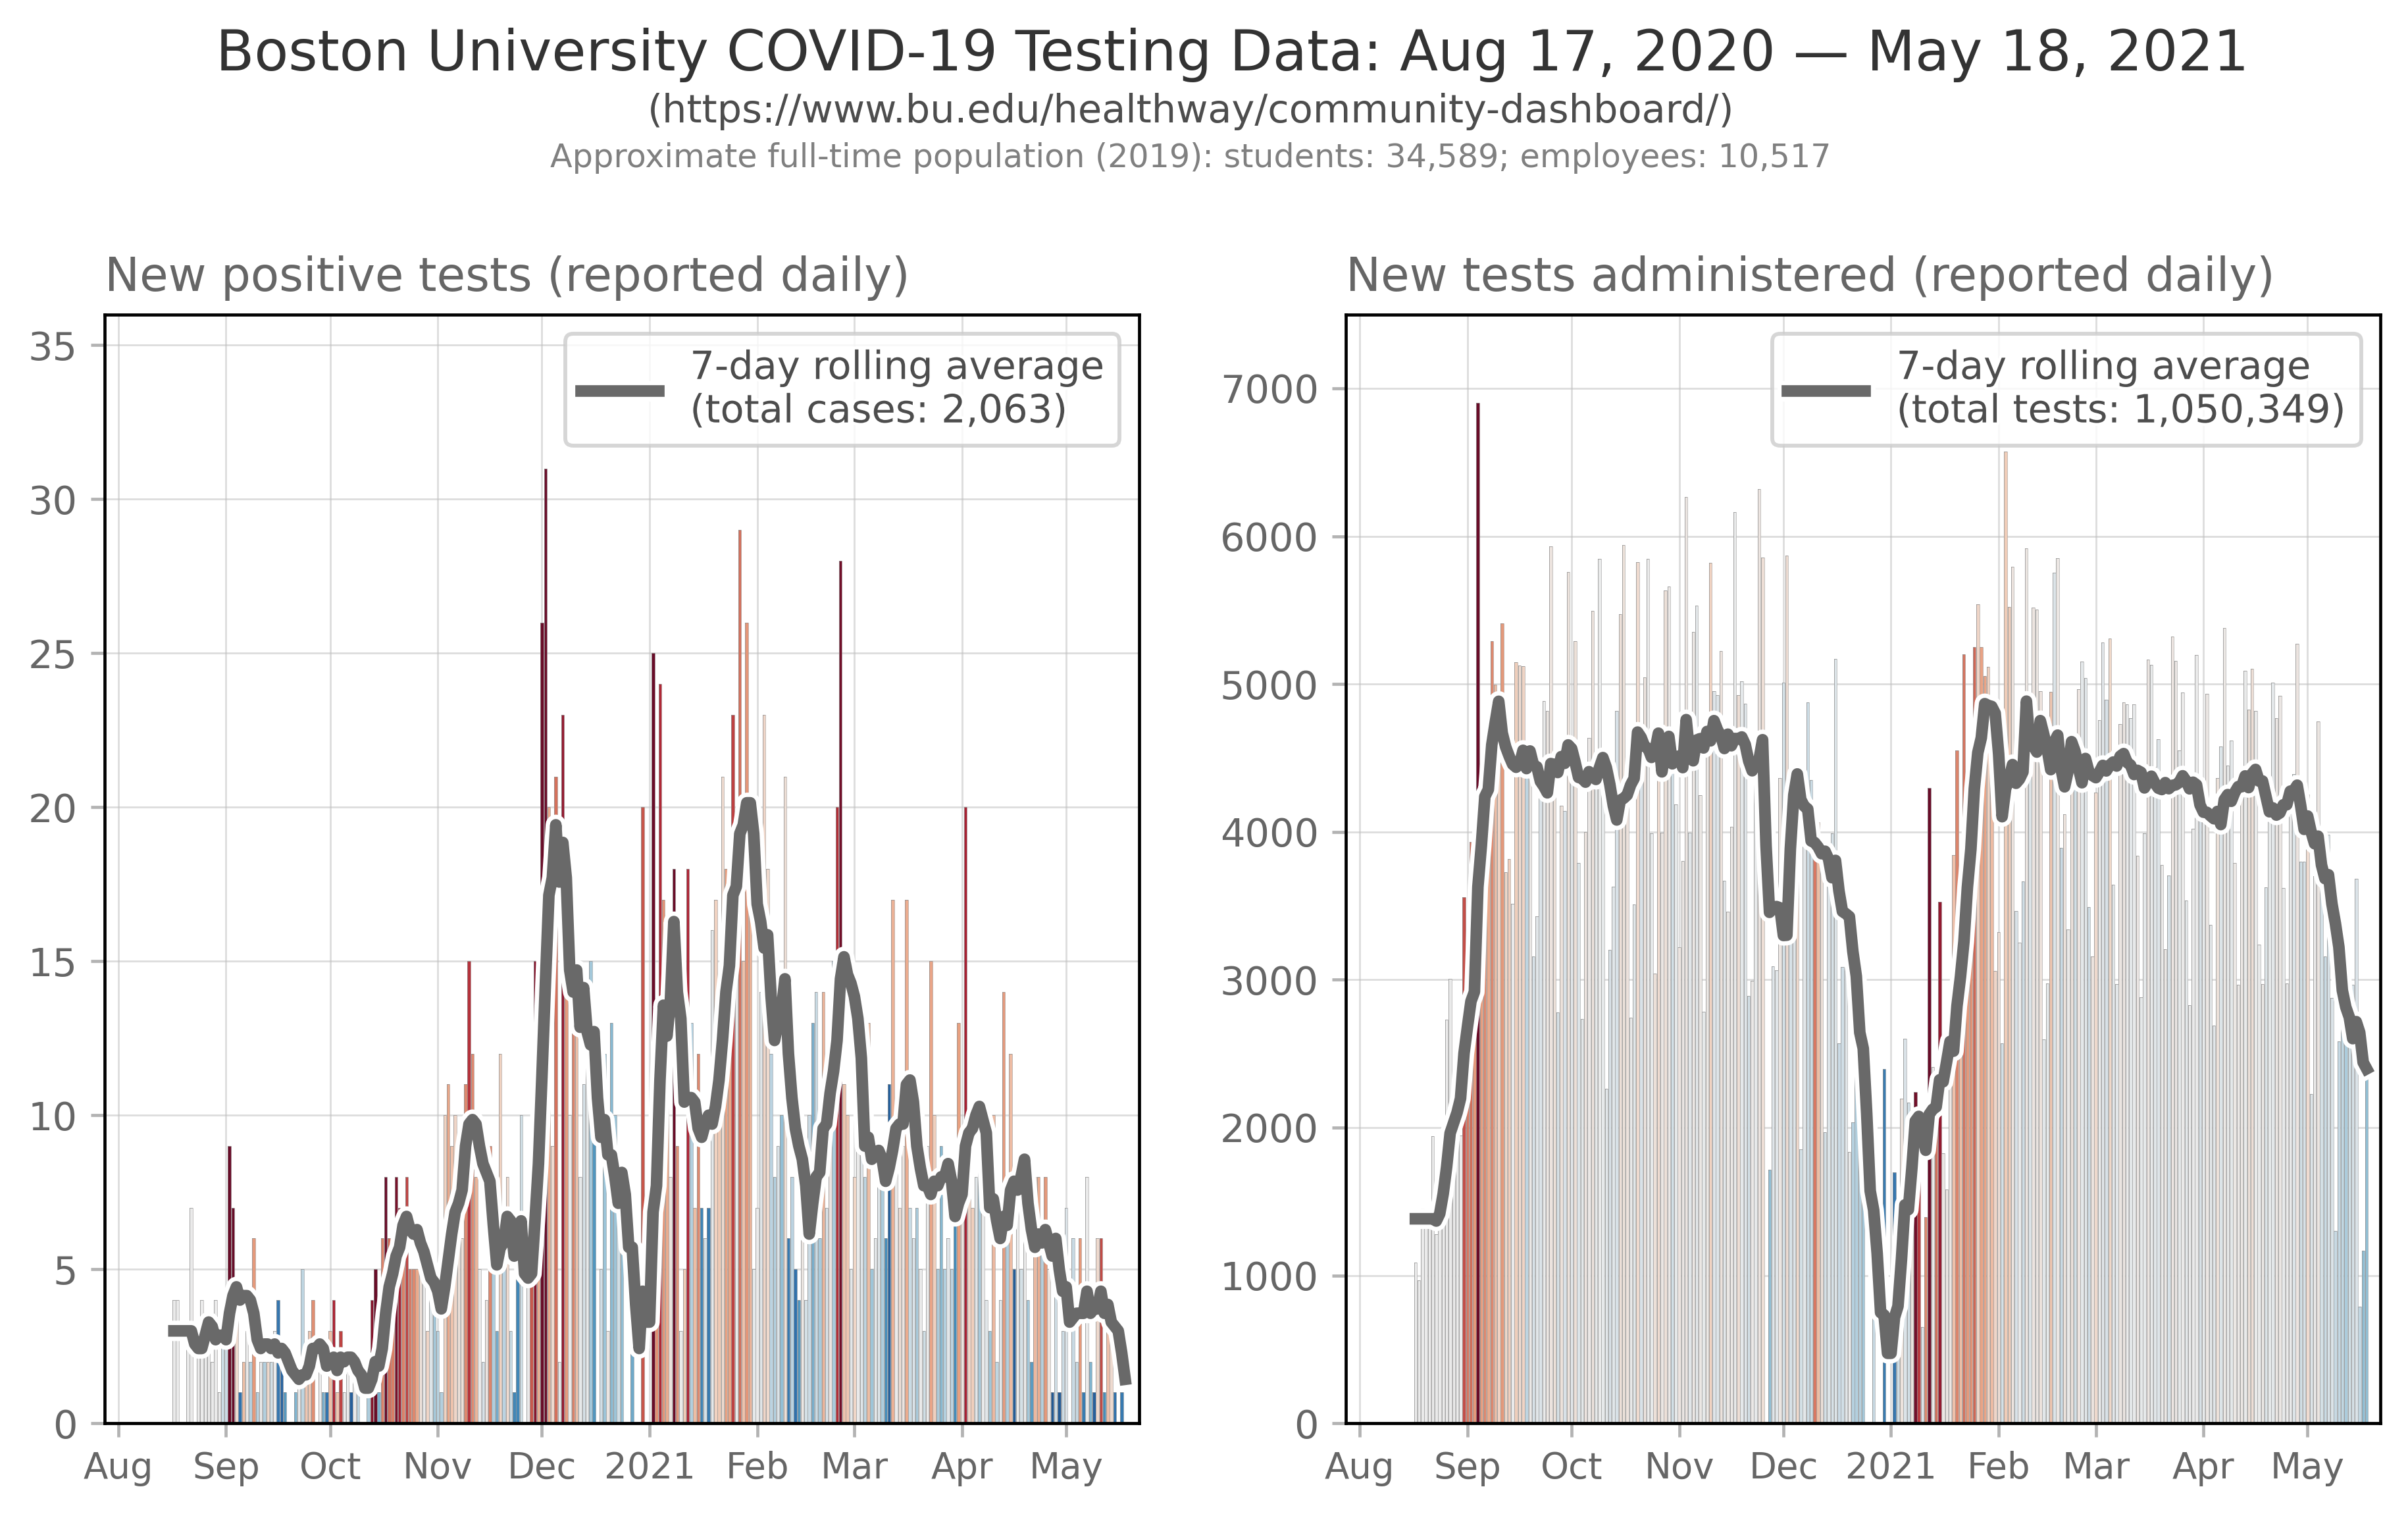 Boston University COVID-19 Testing Data: Aug 17, 2020 — May 18, 2021
(https://www.bu.edu/healthway/community-dashboard/)
Approximate full-time population (2019): students: 34,589; employees: 10,517
New positive tests (reported daily)
7-day rolling average
(total cases: 2,063)
35
30
25
20
15
10
5
0
Aug Sep Oct Nov Dec 2021 Feb Mar Apr May
New tests administered (reported daily)
7-day rolling average
(total tests: 1,050,349)
7000
6000
5000
4000
3000
2000
1000
0
Aug Sep Oct Nov Dec 2021 Feb Mar Apr May